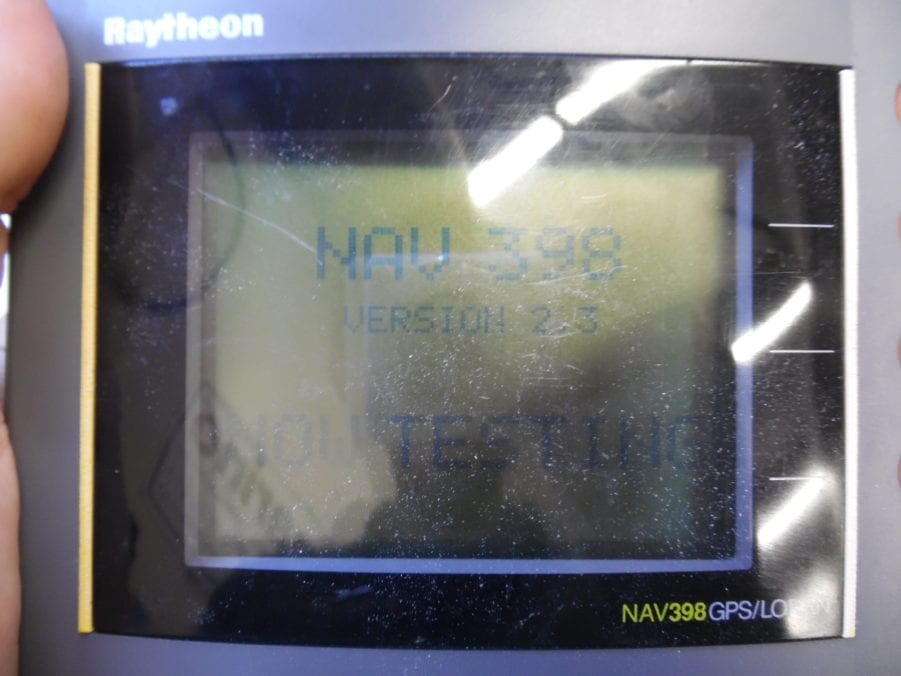 Raytheon
NAV 398
VERSION 2.3
NOW TESTING
NAV398 GPS/LORAN